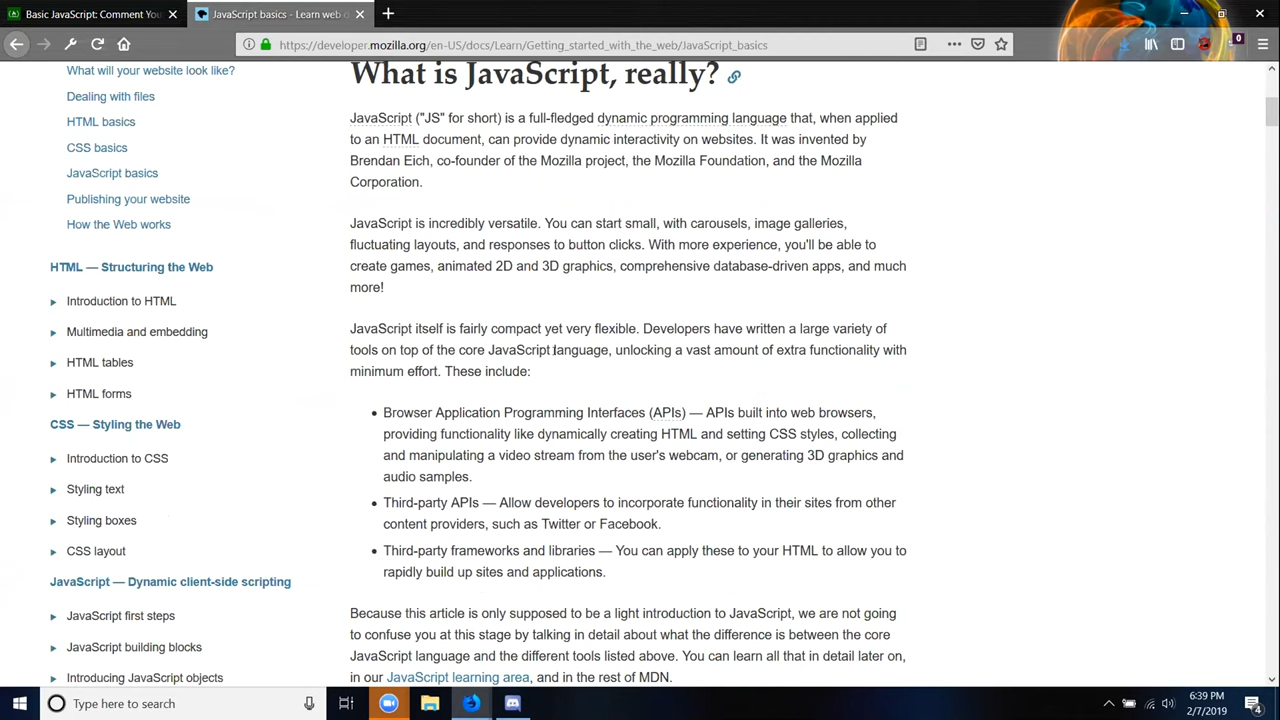 Basic JavaScript: Comment You
JavaScript basics - Learn web d
https://developer.mozilla.org/en-US/docs/Learn/Getting_started_with_the_web/JavaScript_basics
0
What will your website look like?
Dealing with files
HTML basics
CSS basics
JavaScript basics
Publishing your website
How the Web works
HTML — Structuring the Web
Introduction to HTML
Multimedia and embedding
HTML tables
HTML forms
CSS — Styling the Web
Introduction to CSS
Styling text
Styling boxes
CSS layout
JavaScript — Dynamic client-side scripting
JavaScript first steps
JavaScript building blocks
Introducing JavaScript objects
What is JavaScript, really?
JavaScript ("JS" for short) is a full-fledged dynamic programming language that, when applied
to an HTML document, can provide dynamic interactivity on websites. It was invented by
Brendan Eich, co-founder of the Mozilla project, the Mozilla Foundation, and the Mozilla
Corporation.
JavaScript is incredibly versatile. You can start small, with carousels, image galleries,
fluctuating layouts, and responses to button clicks. With more experience, you'll be able to
create games, animated 2D and 3D graphics, comprehensive database-driven apps, and much
more!
JavaScript itself is fairly compact yet very flexible. Developers have written a large variety of
tools on top of the core JavaScript language, unlocking a vast amount of extra functionality with
minimum effort. These include:
• Browser Application Programming Interfaces (APIs) — APIs built into web browsers,
providing functionality like dynamically creating HTML and setting CSS styles, collecting
and manipulating a video stream from the user's webcam, or generating 3D graphics and
audio samples.
• Third-party APIs — Allow developers to incorporate functionality in their sites from other
content providers, such as Twitter or Facebook.
• Third-party frameworks and libraries — You can apply these to your HTML to allow you to
rapidly build up sites and applications.
Because this article is only supposed to be a light introduction to JavaScript, we are not going
to confuse you at this stage by talking in detail about what the difference is between the core
JavaScript language and the different tools listed above. You can learn all that in detail later on,
in our JavaScript learning area, and in the rest of MDN.
Type here to search
6:39 PM
2/7/2019
4